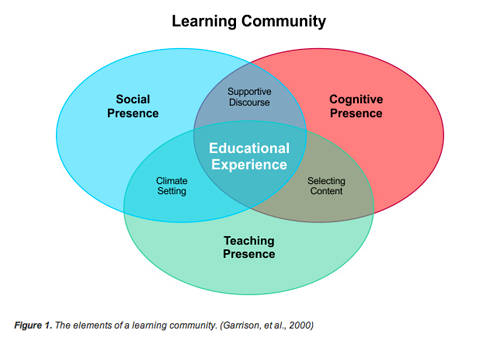 Learning Community
Supportive
Discourse
Social
Presence
Cognitive
Presence
Educational
Experience
Climate
Setting
Selecting
Content
Teaching
Presence
Figure 1. The elements of a learning community. (Garrison, et al., 2000)